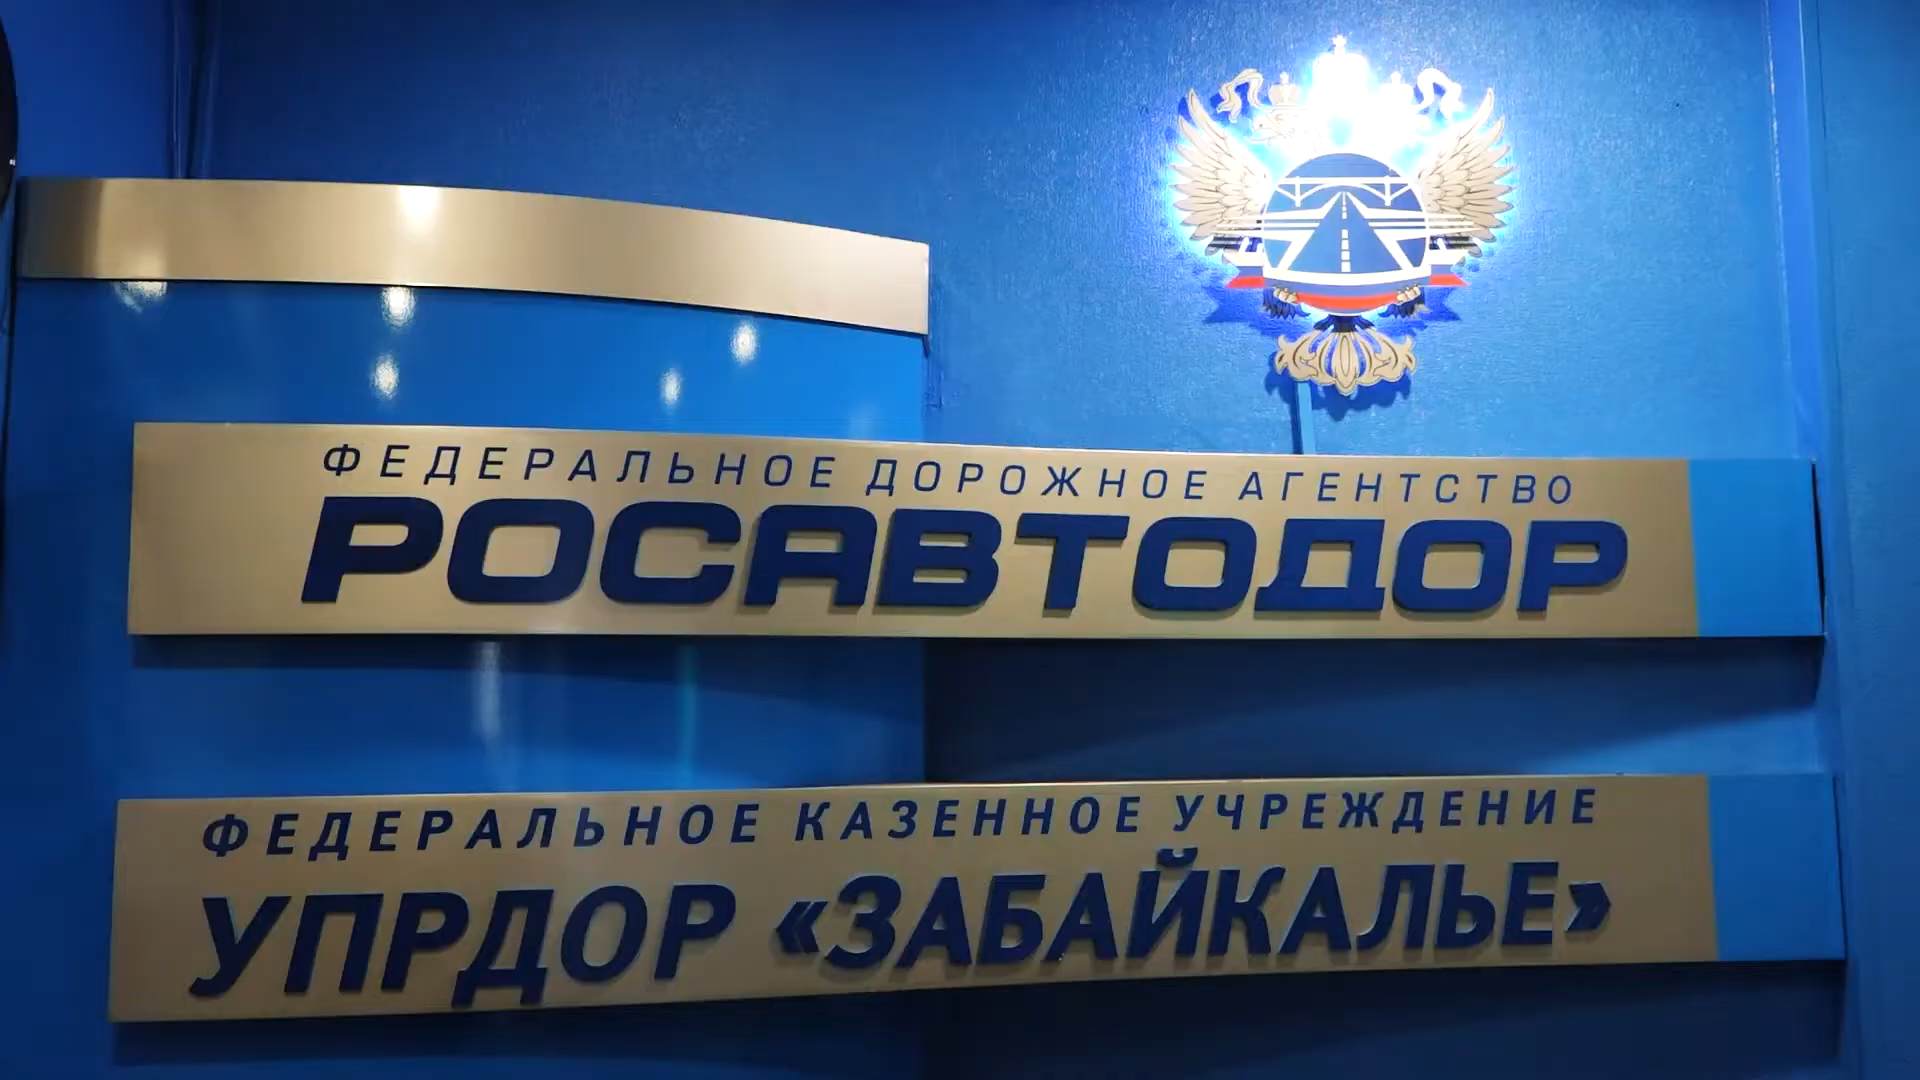 ФЕДЕРАЛЬНОЕ ДОРОЖНОЕ АГЕНТСТВО
РОСАВТОДОР
ФЕДЕРАЛЬНОЕ КАЗЕННОЕ УЧРЕЖДЕНИЕ
УПРДОР «ЗАБАЙКАЛЬЕ»